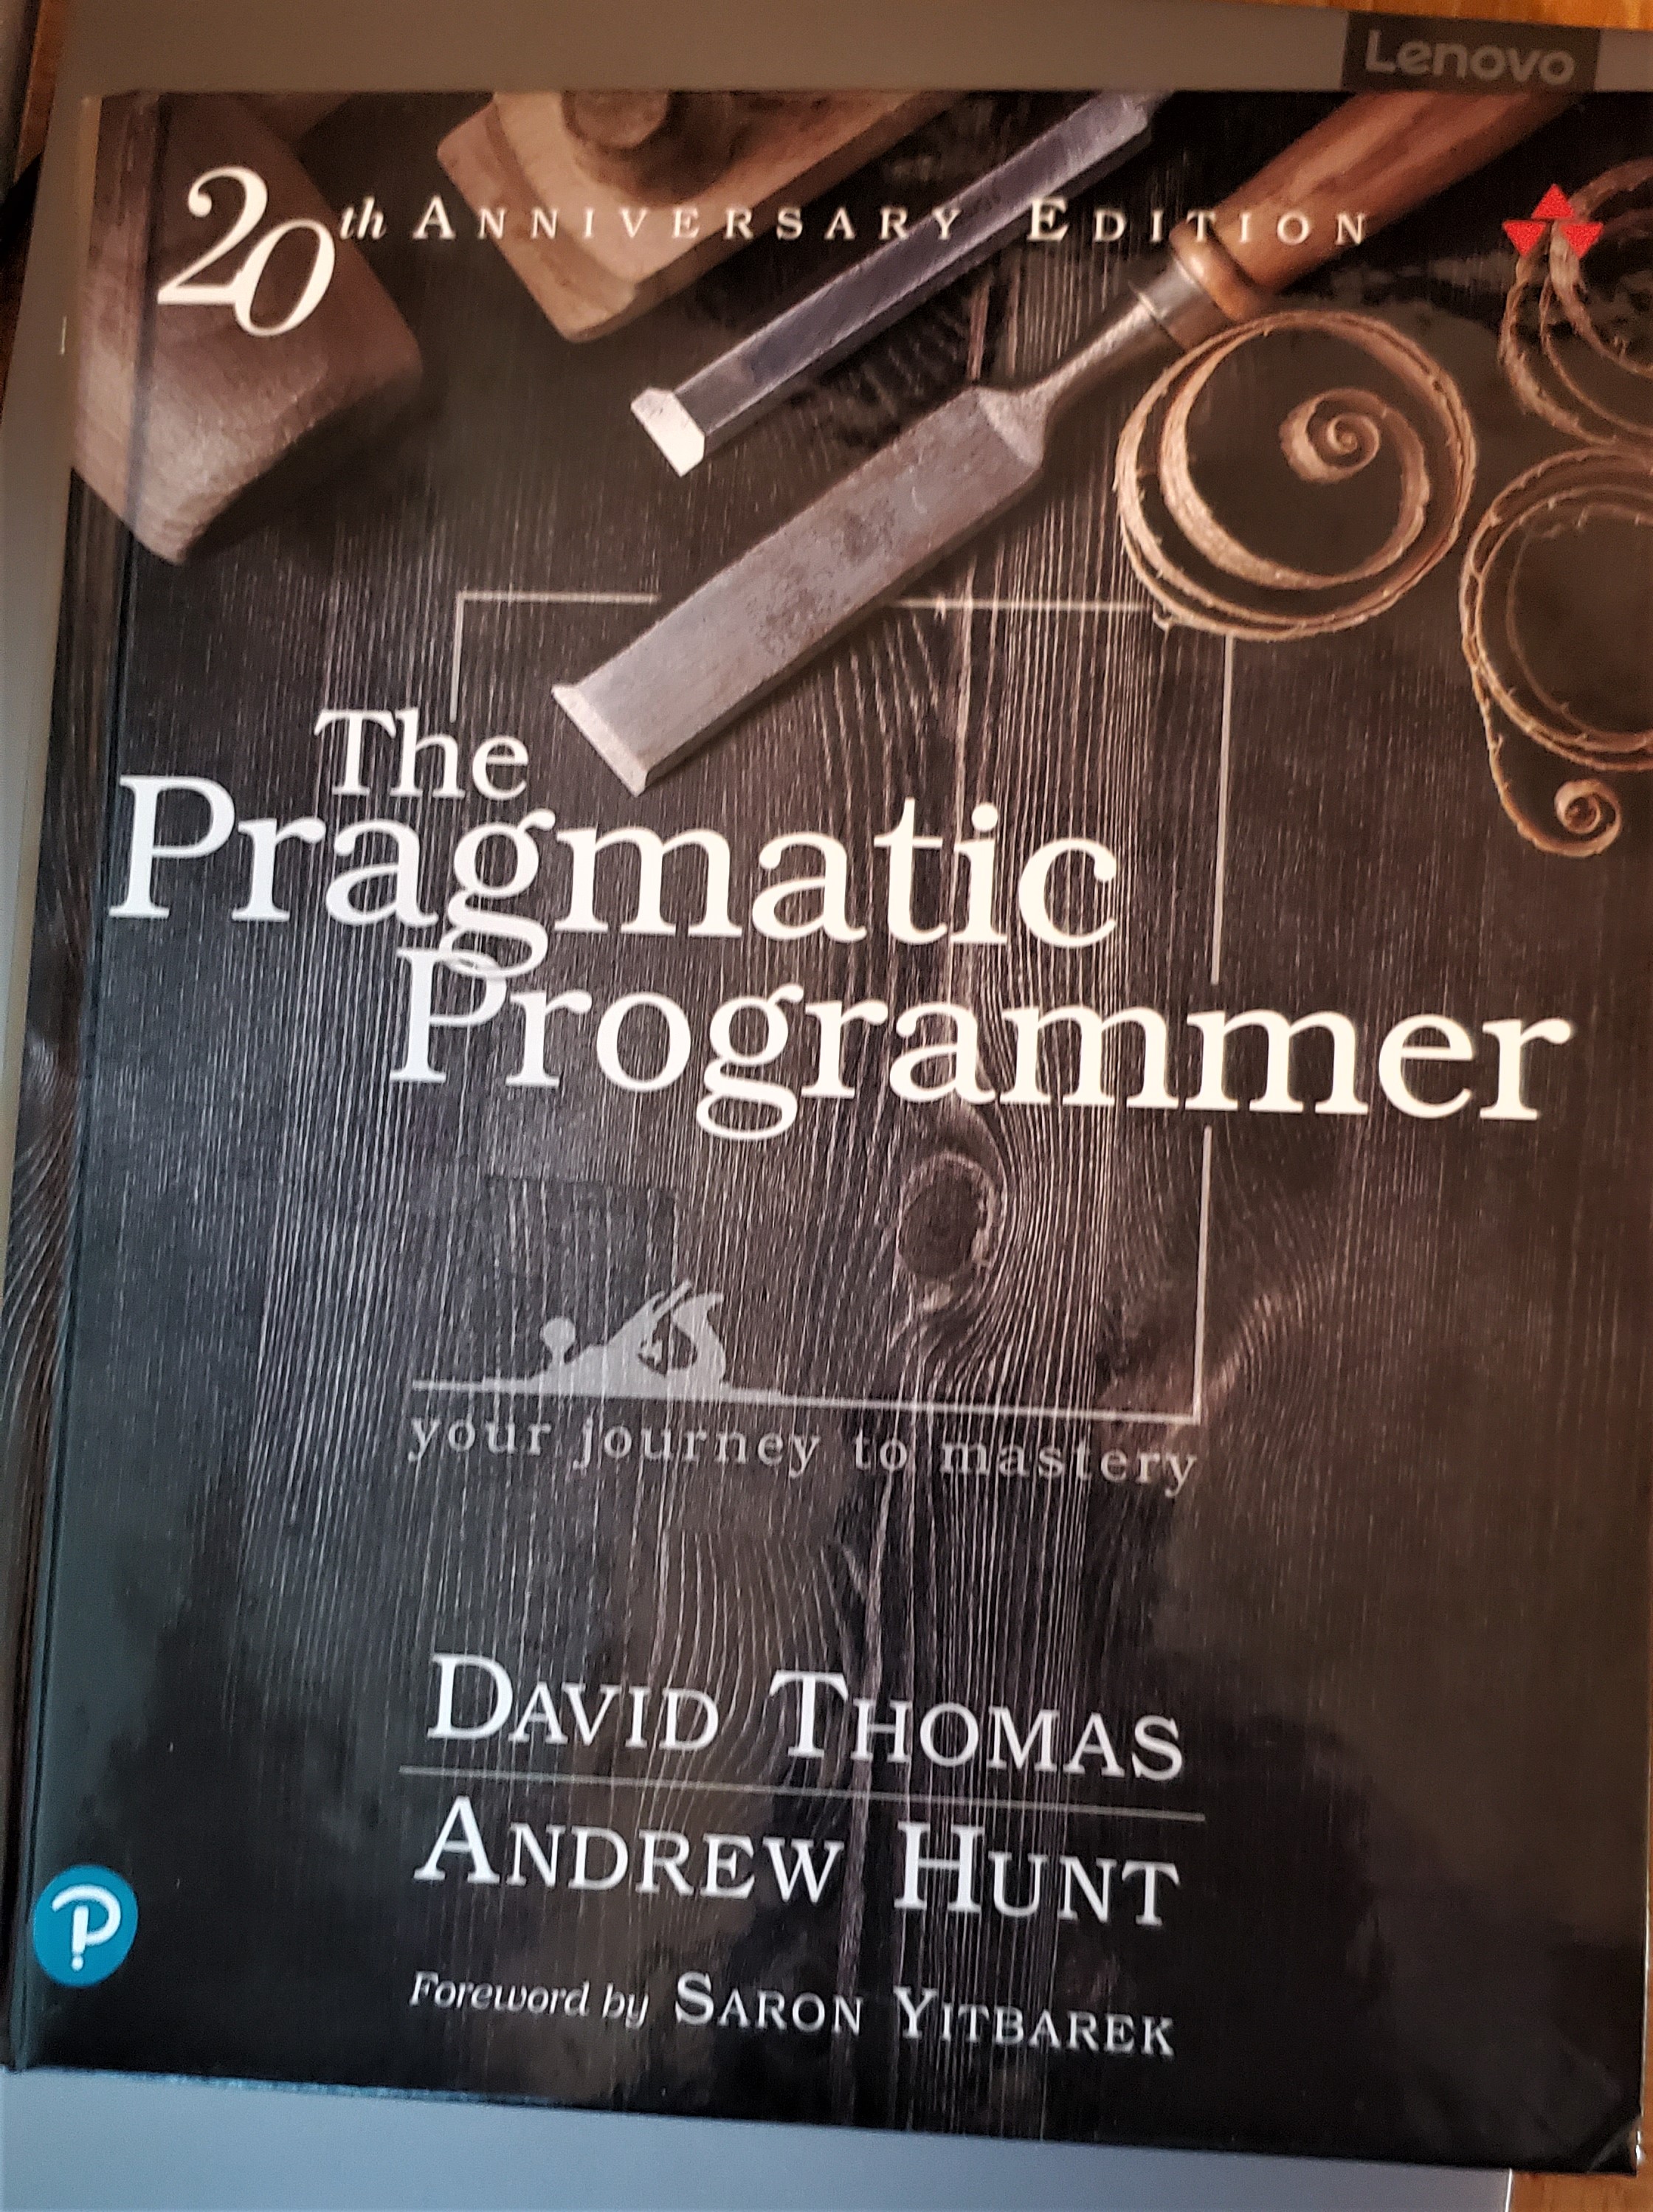 Lenovo
20th ANNIVERSARY EDITION
The
Pragmatic
Programmer
your journey to mastery
DAVID THOMAS
ANDREW HUNT
Foreword by SARON YITBAREK